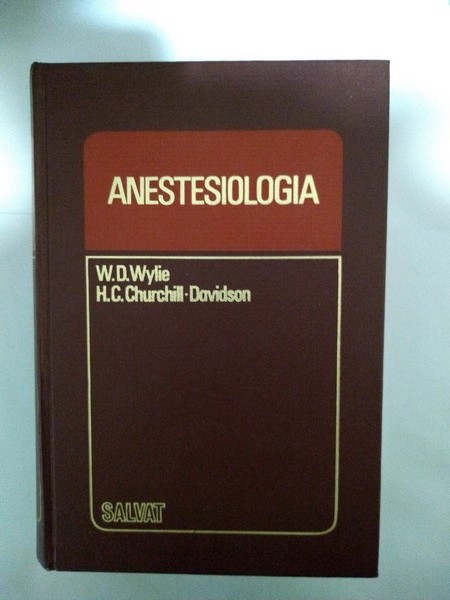 ANESTESIOLOGIA
W.D.Wylie
H.C.Churchill-Davidson
SALVAT